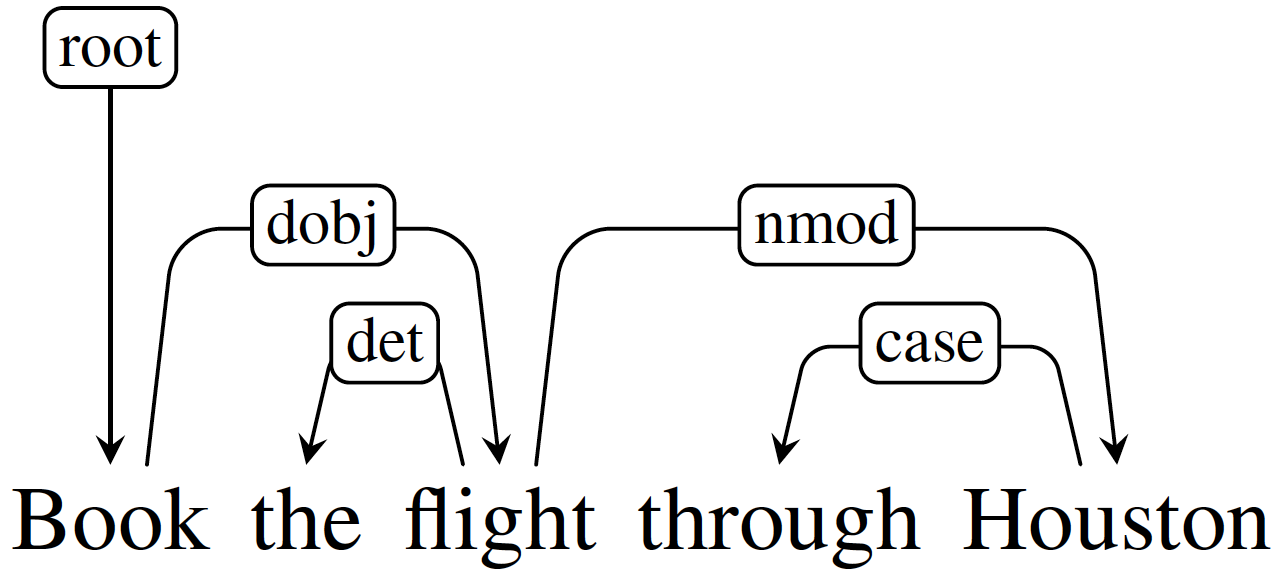 root
dobj nmod
det case
Book the flight through Houston